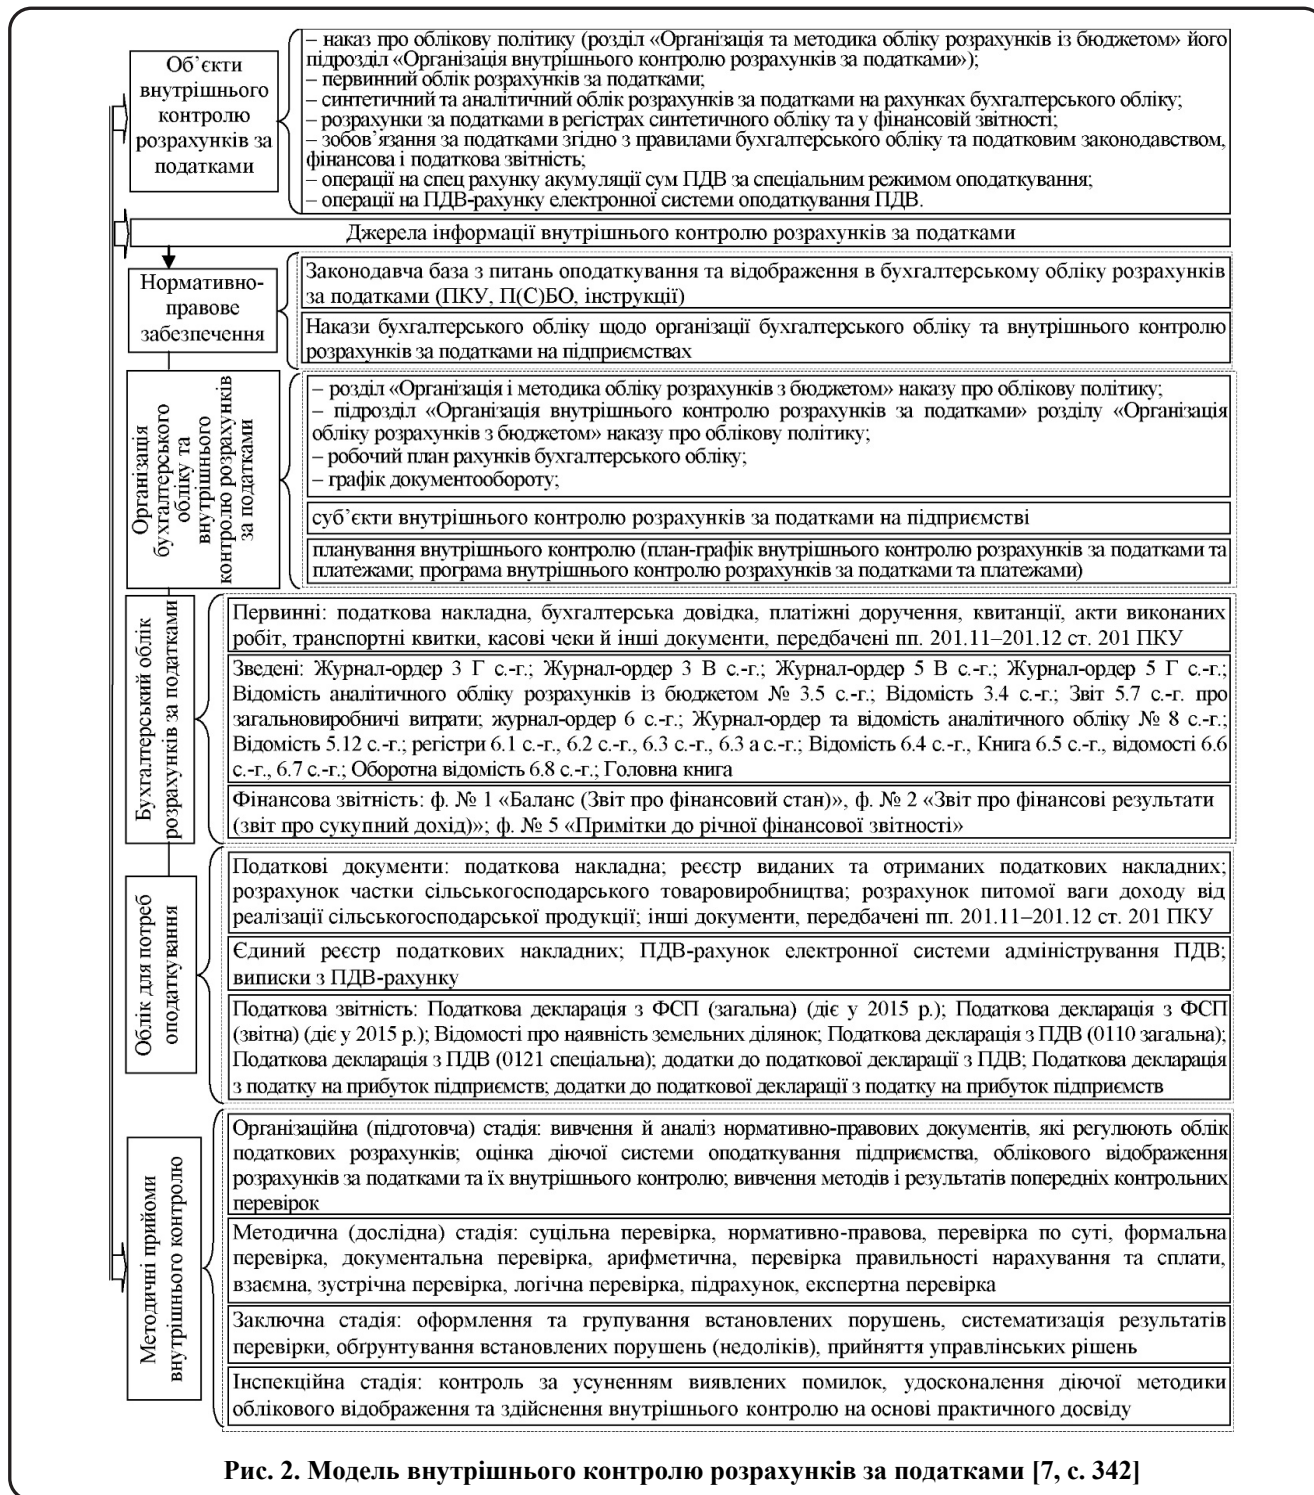 Об’єкти
внутрішнього
контролю
розрахунків за
податками
– наказ про облікову політику (розділ «Організація та методика обліку розрахунків із бюджетом» його
підрозділ «Організація внутрішнього контролю розрахунків за податками»);
– первинний облік розрахунків за податками;
– синтетичний та аналітичний облік розрахунків за податками на рахунках бухгалтерського обліку;
– розрахунки за податками в регістрах синтетичного обліку та у фінансовій звітності;
– зобов’язання за податками згідно з правилами бухгалтерського обліку та податковим законодавством,
фінансова і податкова звітність;
– операції на спец рахунку акумуляції сум ПДВ за спеціальним режимом оподаткування;
– операції на ПДВ-рахунку електронної системи оподаткування ПДВ.
Джерела інформації внутрішнього контролю розрахунків за податками
Нормативно-
правове
забезпечення
Законодавча база з питань оподаткування та відображення в бухгалтерському обліку розрахунків
за податками (ПКУ, П(С)БО, інструкції)
Накази бухгалтерського обліку щодо організації бухгалтерського обліку та внутрішнього контролю
розрахунків за податками на підприємствах
Організація
бухгалтерського
обліку та
внутрішнього
контролю розрахунків
за податками
– розділ «Організація і методика обліку розрахунків з бюджетом» наказу про облікову політику;
– підрозділ «Організація внутрішнього контролю розрахунків за податками» розділу «Організація
обліку розрахунків з бюджетом» наказу про облікову політику;
– робочий план рахунків бухгалтерського обліку;
– графік документообороту;
суб’єкти внутрішнього контролю розрахунків за податками на підприємстві
планування внутрішнього контролю (план-графік внутрішнього контролю розрахунків за податками та
платежами; програма внутрішнього контролю розрахунків за податками та платежами)
Бухгалтерський облік
розрахунків за податками
Первинні: податкова накладна, бухгалтерська довідка, платіжні доручення, квитанції, акти виконаних
робіт, транспортні квитки, касові чеки й інші документи, передбачені пп. 201.11–201.12 ст. 201 ПКУ
Зведені: Журнал-ордер 3 Г с.-г.; Журнал-ордер 3 В с.-г.; Журнал-ордер 5 В с.-г.; Журнал-ордер 5 Г с.-г.;
Відомість аналітичного обліку розрахунків із бюджетом № 3.5 с.-г.; Відомість 3.4 с.-г.; Звіт 5.7 с.-г. про
загальновиробничі витрати; журнал-ордер 6 с.-г.; Журнал-ордер та відомість аналітичного обліку № 8 с.-г.;
Відомість 5.12 с.-г.; регістри 6.1 с.-г., 6.2 с.-г., 6.3 с.-г., 6.3 а с.-г.; Відомість 6.4 с.-г., Книга 6.5 с.-г., відомості 6.6
с.-г., 6.7 с.-г.; Оборотна відомість 6.8 с.-г.; Головна книга
Фінансова звітність: ф. № 1 «Баланс (Звіт про фінансовий стан)», ф. № 2 «Звіт про фінансові результати
(звіт про сукупний дохід)»; ф. № 5 «Примітки до річної фінансової звітності»
Облік для потреб
оподаткування
Податкові документи: податкова накладна; реєстр виданих та отриманих податкових накладних;
розрахунок частки сільськогосподарського товаровиробництва; розрахунок питомої ваги доходу від
реалізації сільськогосподарської продукції; інші документи, передбачені пп. 201.11–201.12 ст. 201 ПКУ
Єдиний реєстр податкових накладних; ПДВ-рахунок електронної системи адміністрування ПДВ;
виписки з ПДВ-рахунку
Податкова звітність: Податкова декларація з ФСП (загальна) (діє у 2015 р.); Податкова декларація з ФСП
(звітна) (діє у 2015 р.); Відомості про наявність земельних ділянок; Податкова декларація з ПДВ (0110 загальна);
Податкова декларація з ПДВ (0121 спеціальна); додатки до податкової декларації з ПДВ; Податкова декларація
з податку на прибуток підприємств; додатки до податкової декларації з податку на прибуток підприємств
Методичні прийоми
внутрішнього контролю
Організаційна (підготовча) стадія: вивчення й аналіз нормативно-правових документів, які регулюють облік
податкових розрахунків; оцінка діючої системи оподаткування підприємства, облікового відображення
розрахунків за податками та їх внутрішнього контролю; вивчення методів і результатів попередніх контрольних
перевірок
Методична (дослідна) стадія: суцільна перевірка, нормативно-правова, перевірка по суті, формальна
перевірка, документальна перевірка, арифметична, перевірка правильності нарахування та сплати,
взаємна, зустрічна перевірка, логічна перевірка, підрахунок, експертна перевірка
Заключна стадія: оформлення та групування встановлених порушень, систематизація результатів
перевірки, обґрунтування встановлених порушень (недоліків), прийняття управлінських рішень
Інспекційна стадія: контроль за усуненням виявлених помилок, удосконалення діючої методики
облікового відображення та здійснення внутрішнього контролю на основі практичного досвіду
Рис. 2. Модель внутрішнього контролю розрахунків за податками [7, с. 342]